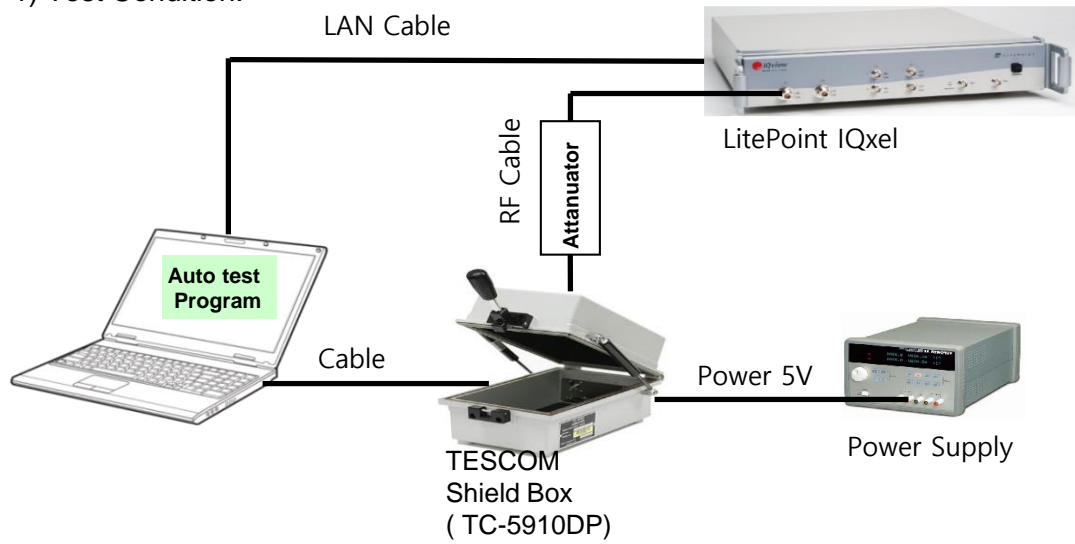 LAN Cable
IQview
LitePoint IQxel
RF Cable
Attanuator
Auto test
Program
Cable
Power 5V
Power Supply
TESCOM
Shield Box
( TC-5910DP)